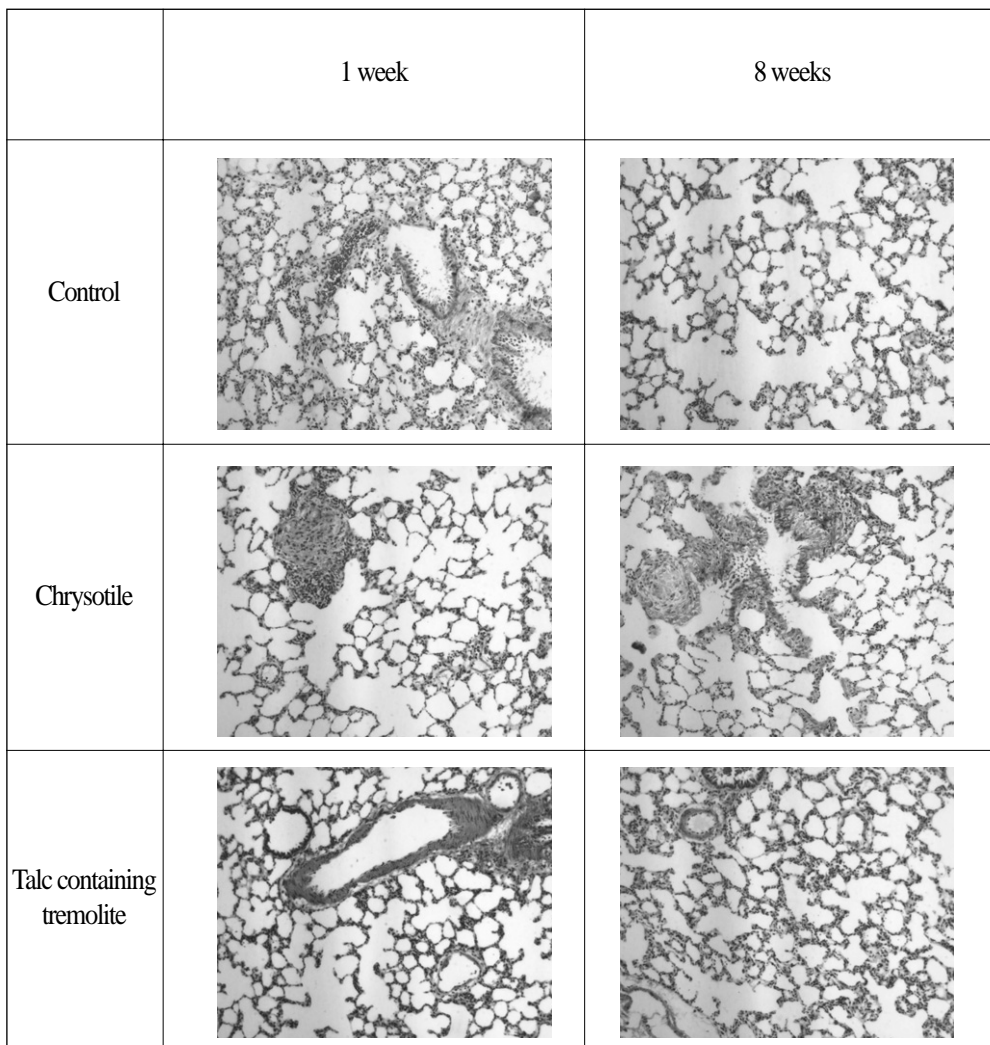 1 week
8 weeks
Control
Chrysotile
Talc containing
tremolite